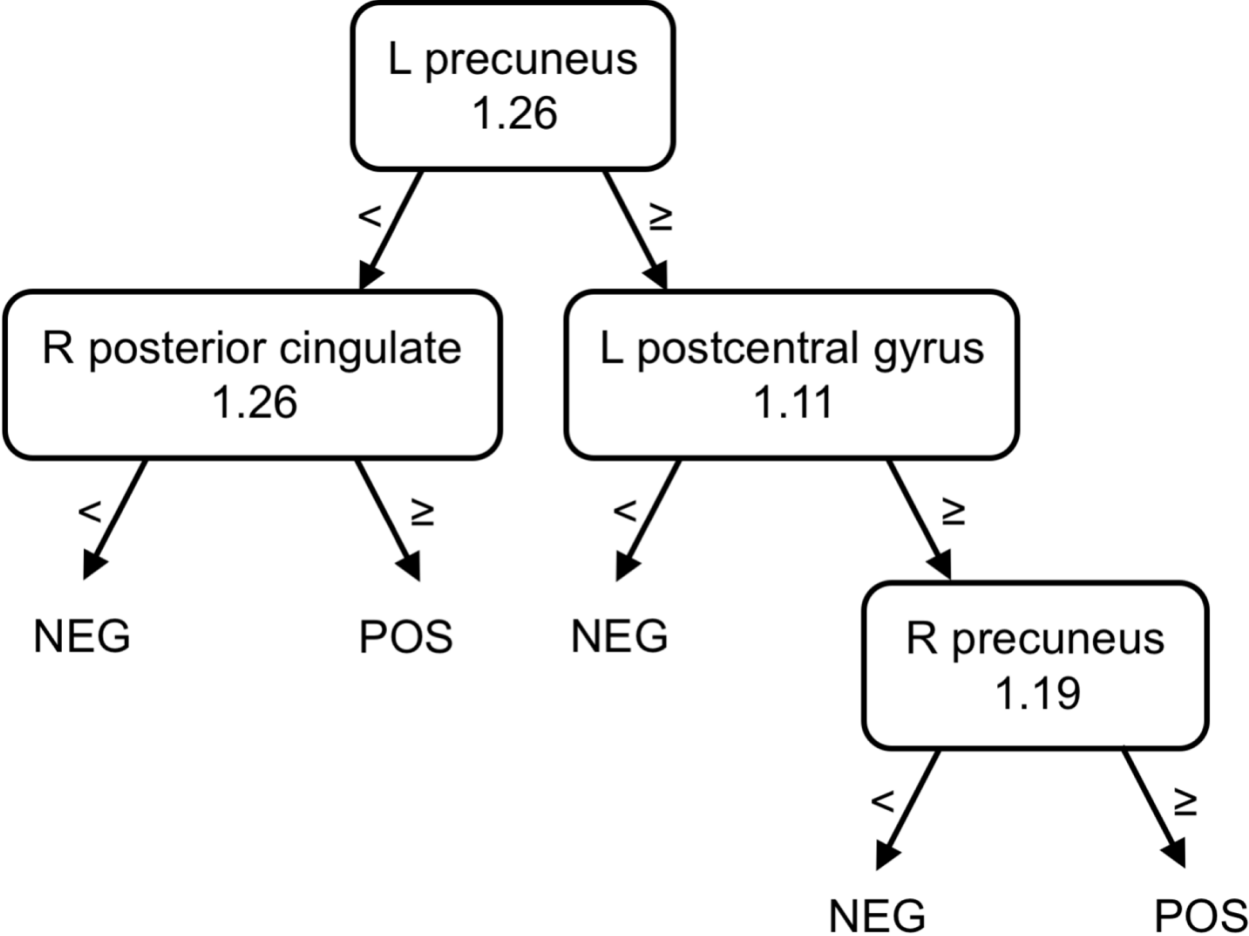 L precuneus
1.26
< ≥
R posterior cingulate
1.26
L postcentral gyrus
1.11
< ≥ < ≥
NEG POS NEG
R precuneus
1.19
< ≥
NEG POS